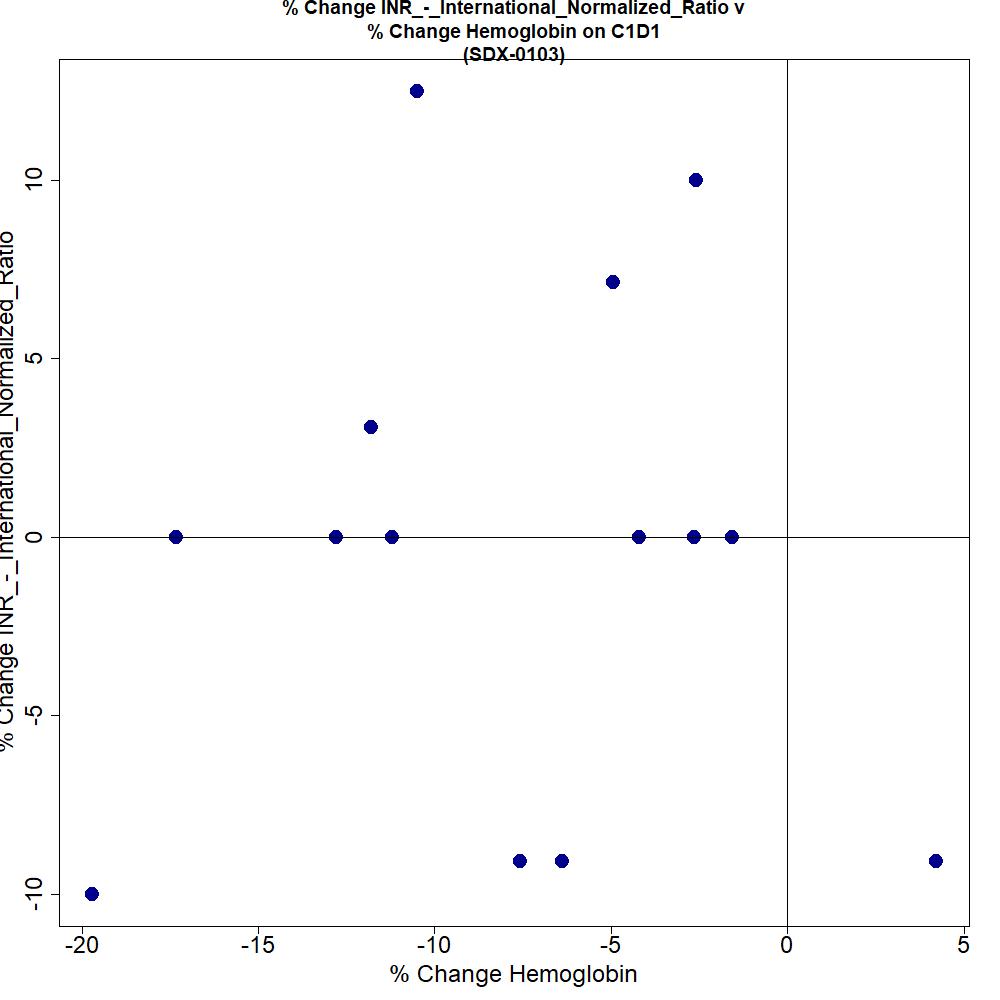 % Change INR_-_International_Normalized_Ratio v
% Change Hemoglobin on C1D1
(SDX-0103)
% Change INR_-_International_Normalized_Ratio
10
5
0
-5
-10
-20
-15
-10
-5
0
5
% Change Hemoglobin